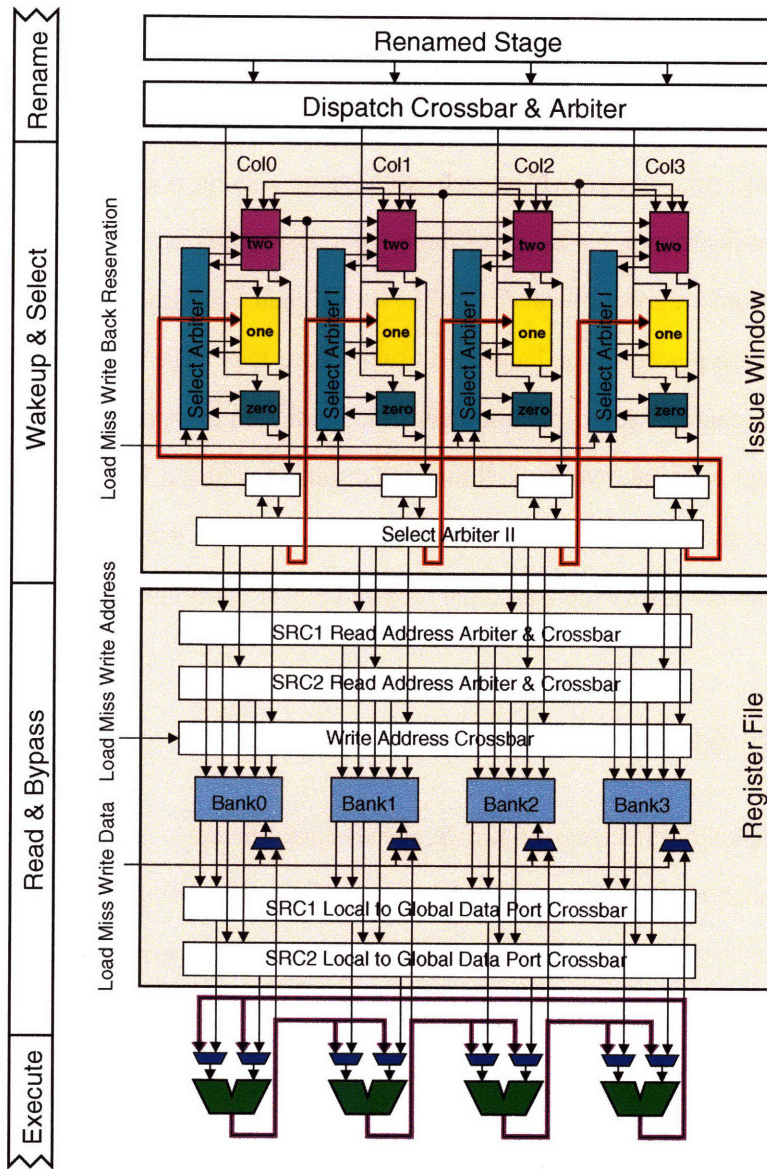 Rename
Wakeup & Select
Read & Bypass
Execute
Renamed Stage
Dispatch Crossbar & Arbiter
Issue Window
Col0 Col1 Col2 Col3
two two two two
Load Miss Write Back Reservation
Select Arbiter I Select Arbiter I Select Arbiter I Select Arbiter I
one one one one
zero zero zero zero
Select Arbiter II
Register File
Load Miss Write Address
SRC1 Read Address Arbiter & Crossbar
SRC2 Read Address Arbiter & Crossbar
Write Address Crossbar
Bank0 Bank1 Bank2 Bank3
Load Miss Write Data
SRC1 Local to Global Data Port Crossbar
SRC2 Local to Global Data Port Crossbar